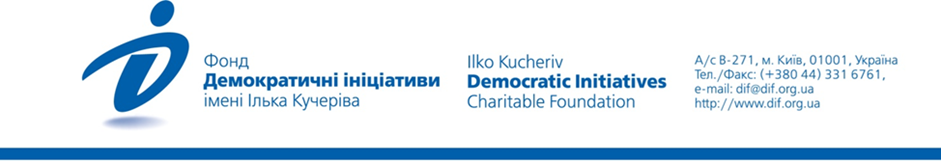 Фонд
Демократичні ініціативи
імені Ілька Кучеріва
Ilko Kucheriv
Democratic Initiatives
Charitable Foundation
А/с В-271, м. Київ, 01001, Україна
Тел./Факс: (+380 44) 331 6761,
e-mail: dif@dif.org.ua
http://www.dif.org.ua